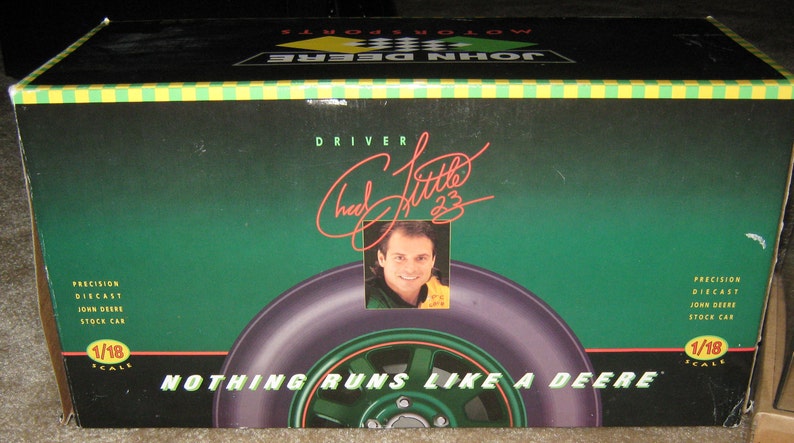 MOTORSPORTS
JOHN DEERE
DRIVER
Chad Little
23
PRECISION
DIECAST
JOHN DEERE
STOCK CAR
1/18
SCALE
PRECISION
DIECAST
JOHN DEERE
STOCK CAR
1/18
SCALE
NOTHING RUNS LIKE A DEERE